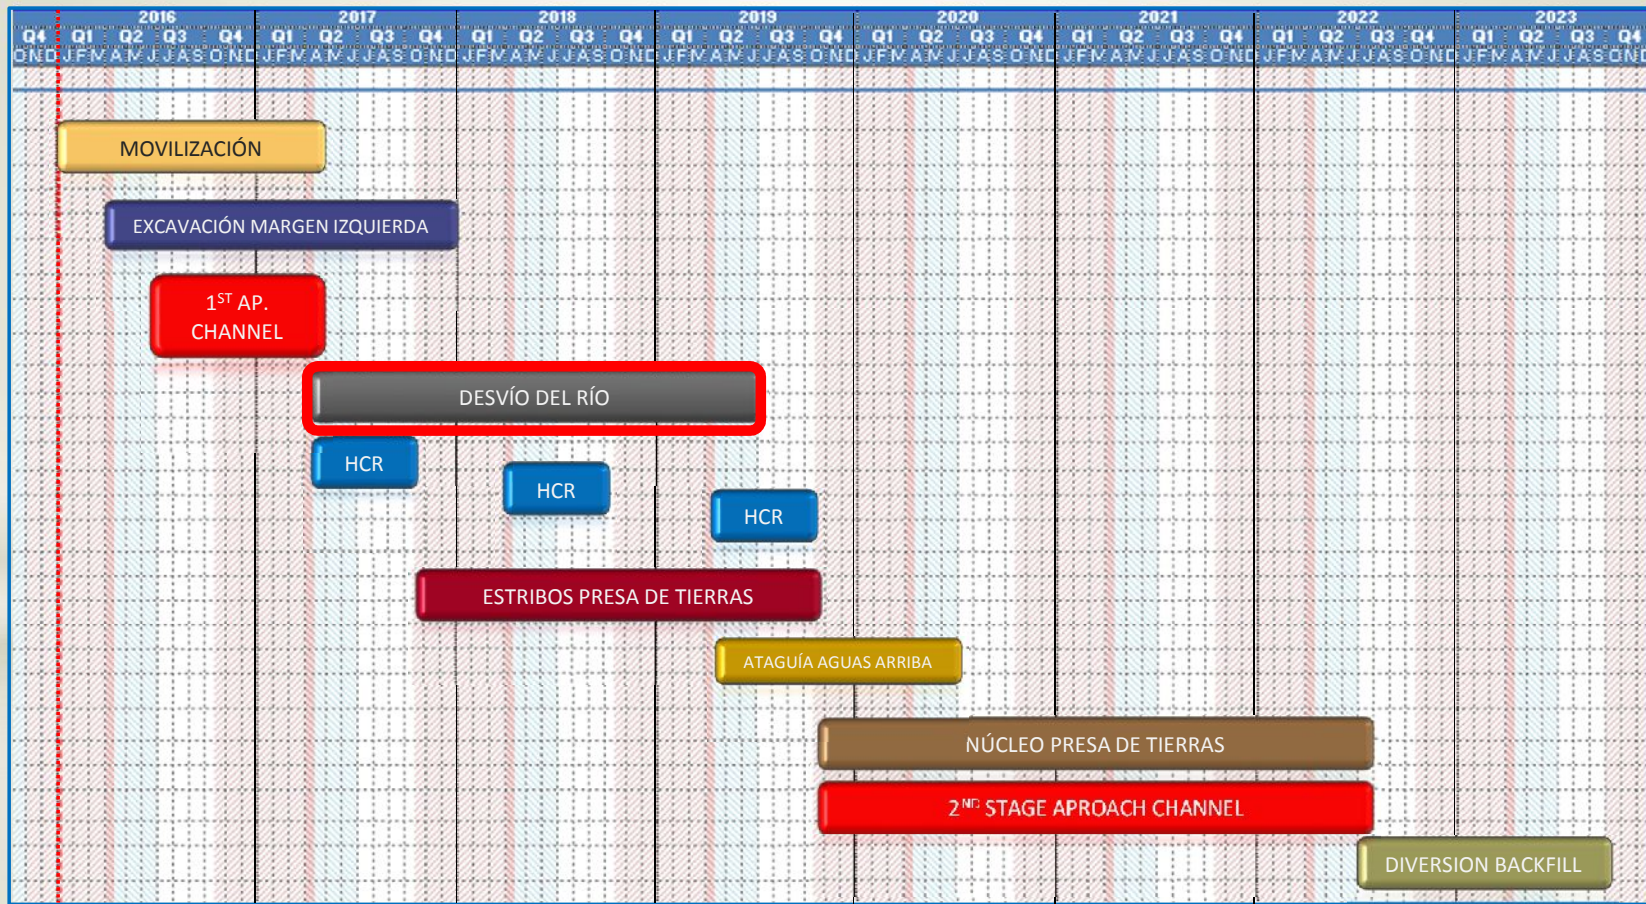 2016 2017 2018 2019 2020 2021 2022 2023
Q4 Q1 Q2 Q3 Q4 Q1 Q2 Q3 Q4 Q1 Q2 Q3 Q4 Q1 Q2 Q3 Q4 Q1 Q2 Q3 Q4 Q1 Q2 Q3 Q4 Q1 Q2 Q3 Q4 Q1 Q2 Q3 Q4
O N D J F M A M J J A S O N D J F M A M J J A S O N D J F M A M J J A S O N D J F M A M J J A S O N D J F M A M J J A S O N D J F M A M J J A S O N D J F M A M J J A S O N D J F M A M J J A S O N D
MOVILIZACIÓN
EXCAVACIÓN MARGEN IZQUIERDA
1ST AP.
CHANNEL
DESVÍO DEL RÍO
HCR
HCR
HCR
ESTRIBOS PRESA DE TIERRAS
ATAGUÍA AGUAS ARRIBA
NÚCLEO PRESA DE TIERRAS
2ND STAGE APROACH CHANNEL
DIVERSION BACKFILL